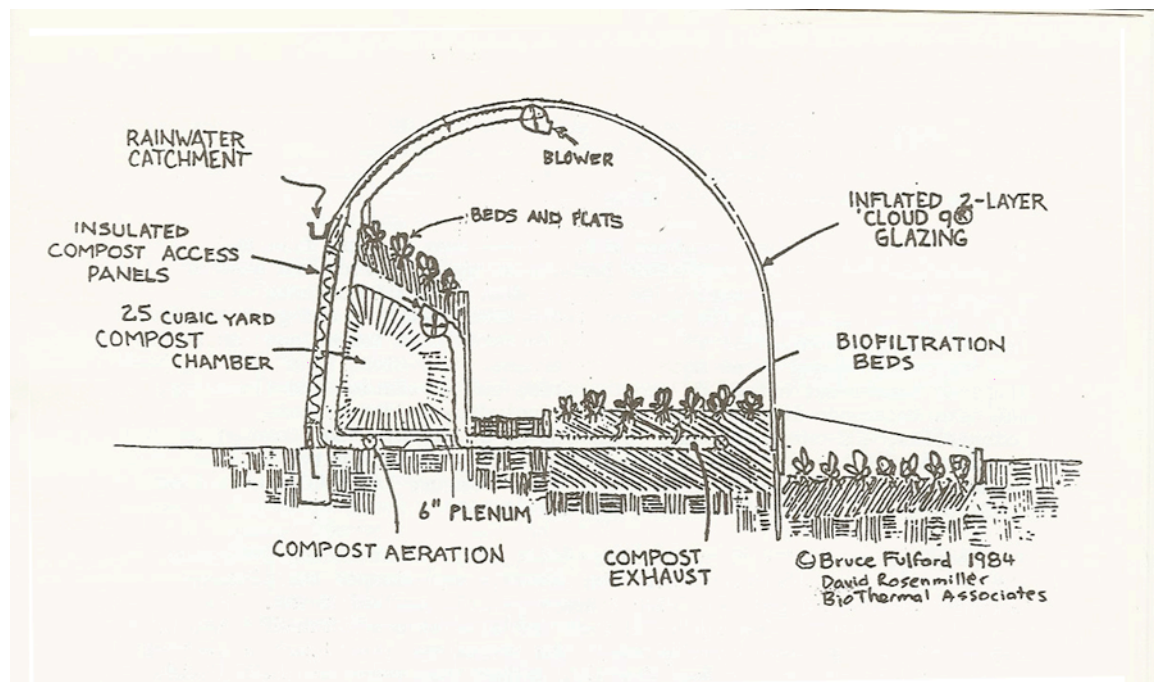 RAINWATER
CATCHMENT
BLOWER
BEDS AND FLATS
INFLATED 2-LAYER
'CLOUD 9®
GLAZING
INSULATED
COMPOST ACCESS
PANELS
25 CUBIC YARD
COMPOST
CHAMBER
BIOFILTRATION
BEDS
6" PLENUM
COMPOST AERATION
COMPOST
EXHAUST
©Bruce Fulford 1984
David Rosenmiller
BioThermal Associates